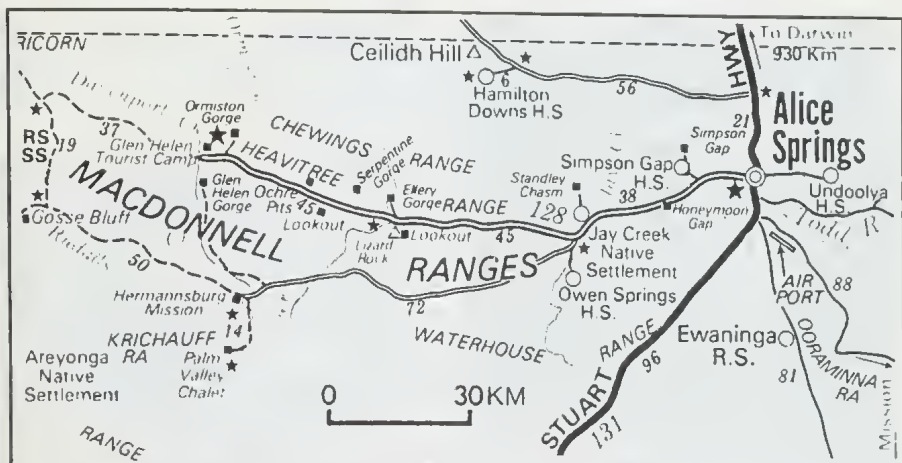 RICORN
Ceilidh Hill
HWY
To Darwin
930 Km
6
Hamilton
Downs H.S.
56
Davenport
Ormiston
Gorge
CHEWINGS
RANGE
21
Alice
Springs
Simpson
Gap
RS
SS
19
37
Glen Helen
Tourist Camp
HEAVITREE
RANGE
Serpentine
Gorge
Simpson Gap
H.S.
MACDONNELL
RANGES
Glen
Helen
Gorge
Ochre
Pits
45
Lookout
Ellery
Gorge
Standley
Chasm
128
38
Undoolya
H.S.
Honeymoon
Gap
Todd. R
Gosse Bluff
Rudalls
50
Lizard
Rock
Lookout
45
Jay Creek
Native
Settlement
Owen Springs
H.S.
AIR
PORT
88
Hermannsburg
Mission
72
14
KRICHAUFF
RA
WATERHOUSE
RANGE
Areyonga
Native
Settlement
Palm
Valley
Chalet
Ewaninga
R.S.
OORAMINNA
RA
96
81
0
30 KM
STUART
131
Mission
RANGE